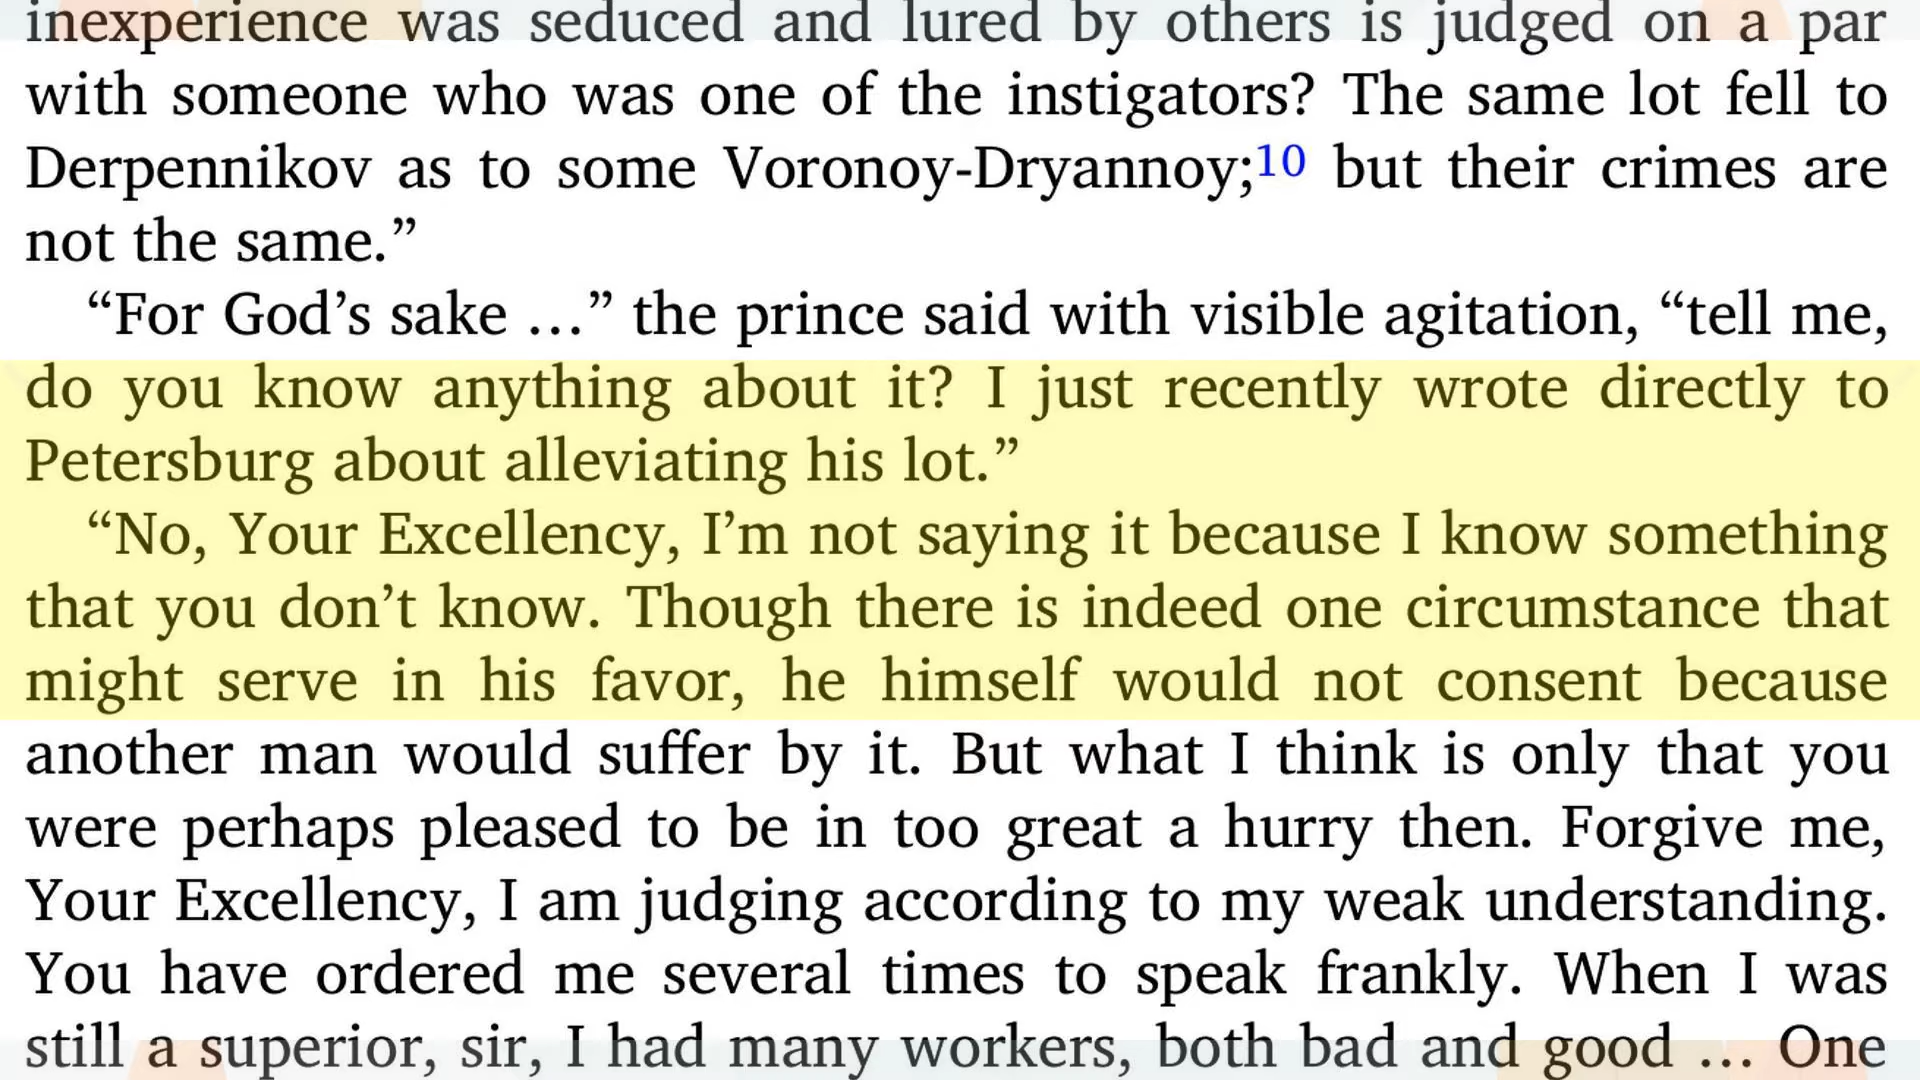 inexperience was seduced and lured by others is judged on a par
with someone who was one of the instigators? The same lot fell to
Derpennikov as to some Voronoy-Dryannoy;10 but their crimes are
not the same.”
“For God’s sake …” the prince said with visible agitation, “tell me,
do you know anything about it? I just recently wrote directly to
Petersburg about alleviating his lot.”
“No, Your Excellency, I’m not saying it because I know something
that you don’t know. Though there is indeed one circumstance that
might serve in his favor, he himself would not consent because
another man would suffer by it. But what I think is only that you
were perhaps pleased to be in too great a hurry then. Forgive me,
Your Excellency, I am judging according to my weak understanding.
You have ordered me several times to speak frankly. When I was
still a superior, sir, I had many workers, both bad and good … One